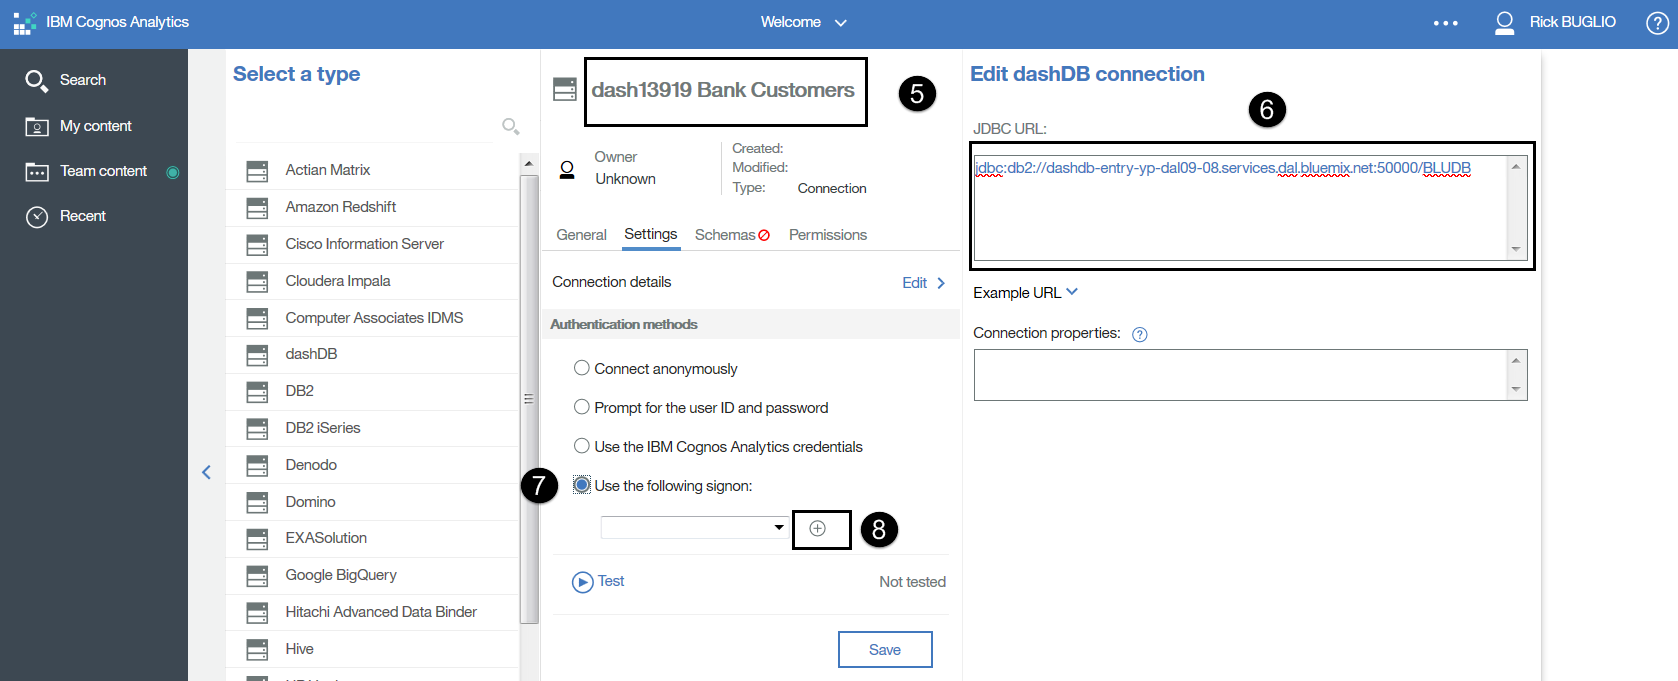 IBM Cognos Analytics
Welcome
Rick BUGLIO
?
Search
My content
Team content
Recent
Select a type
Actian Matrix
Amazon Redshift
Cisco Information Server
Cloudera Impala
Computer Associates IDMS
dashDB
DB2
DB2 iSeries
Denodo
Domino
EXASolution
Google BigQuery
Hitachi Advanced Data Binder
Hive
dash13919 Bank Customers
5
Owner
Unknown
Created:
Modified:
Type: Connection
General Settings Schemas Permissions
Connection details Edit
Authentication methods
Connect anonymously
Prompt for the user ID and password
Use the IBM Cognos Analytics credentials
7
Use the following signon:
8
Test Not tested
Save
Edit dashDB connection
6
JDBC URL:
jdbc:db2://dashdb-entry-yp-dal09-08.services.dal.bluemix.net:50000/BLUDB
Example URL
Connection properties: ?